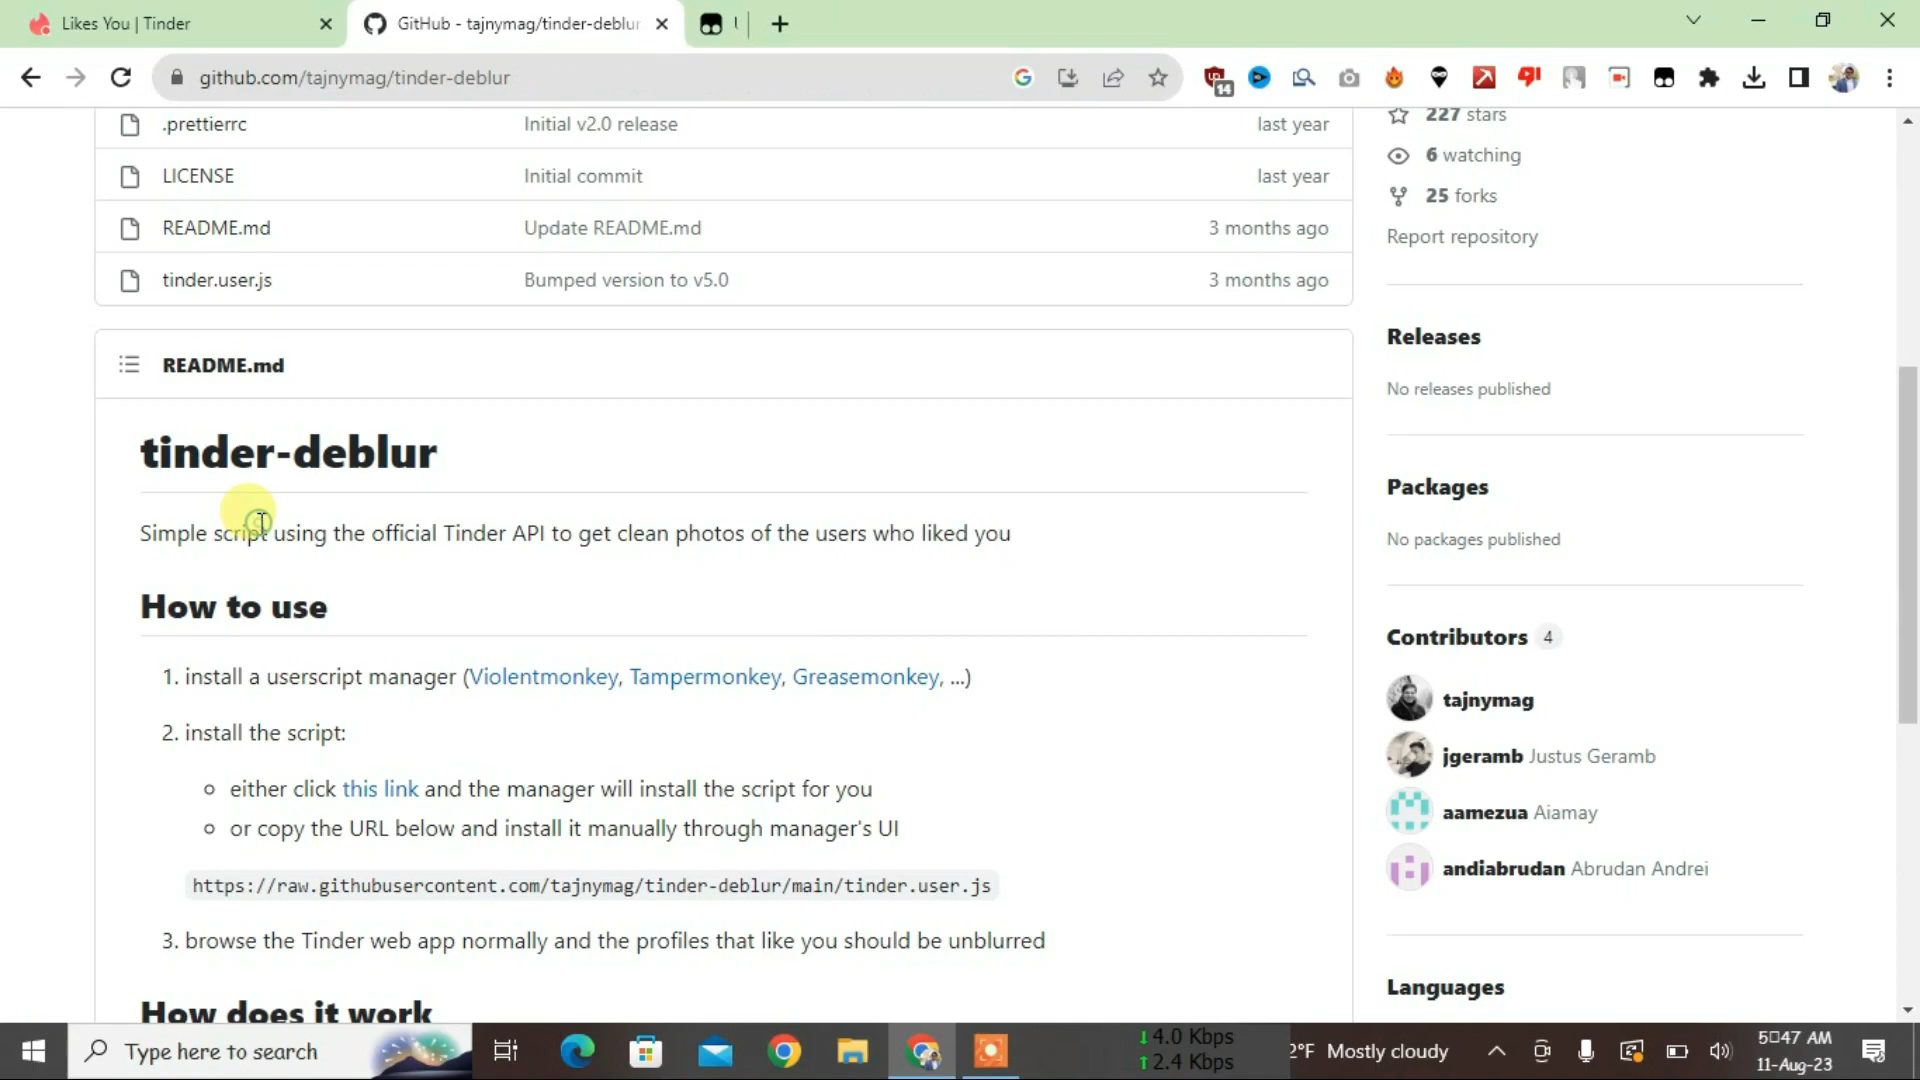 Likes You | Tinder
GitHub - tajnymag/tinder-deblur
github.com/tajnymag/tinder-deblur
14
.prettierrc Initial v2.0 release last year
LICENSE Initial commit last year
README.md Update README.md 3 months ago
tinder.user.js Bumped version to v5.0 3 months ago
README.md
tinder-deblur
Simple script using the official Tinder API to get clean photos of the users who liked you
How to use
1. install a userscript manager (Violentmonkey, Tampermonkey, Greasemonkey, ...)
2. install the script:
either click this link and the manager will install the script for you
or copy the URL below and install it manually through manager's UI
https://raw.githubusercontent.com/tajnymag/tinder-deblur/main/tinder.user.js
3. browse the Tinder web app normally and the profiles that like you should be unblurred
How does it work
227 stars
6 watching
25 forks
Report repository
Releases
No releases published
Packages
No packages published
Contributors 4
tajnymag
jgeramb Justus Geramb
aamezua Aiamay
andiabrudan Abrudan Andrei
Languages
Type here to search
↓4.0 Kbps
↑2.4 Kbps
2°F Mostly cloudy
5:47 AM
11-Aug-23